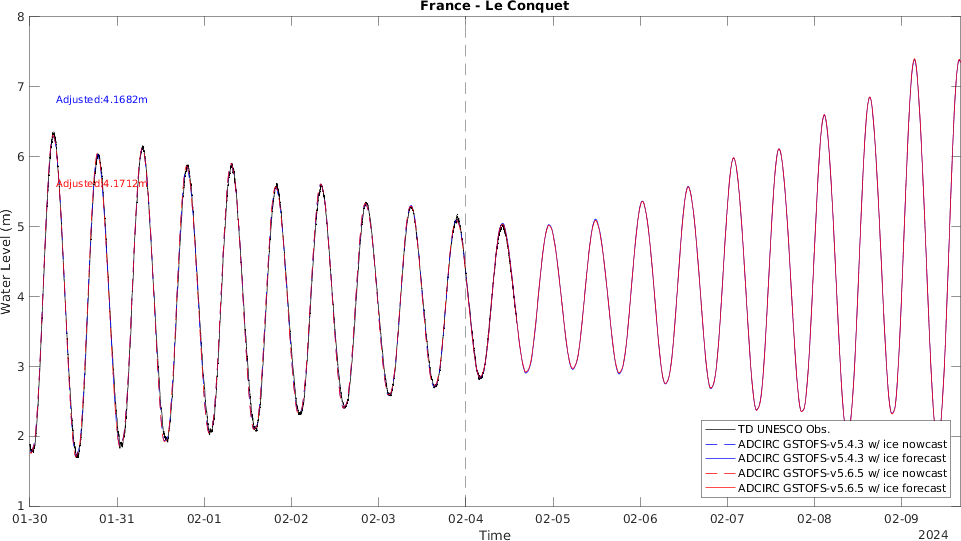 France - Le Conquet
8
7
6
5
4
3
2
1
Water Level (m)
Adjusted:4.1682m
Adjusted:4.1712m
TD UNESCO Obs.
ADCIRC GSTOFS-v5.4.3 w/ ice nowcast
ADCIRC GSTOFS-v5.4.3 w/ ice forecast
ADCIRC GSTOFS-v5.6.5 w/ ice nowcast
ADCIRC GSTOFS-v5.6.5 w/ ice forecast
01-30 01-31 02-01 02-02 02-03 02-04 02-05 02-06 02-07 02-08 02-09
Time
2024